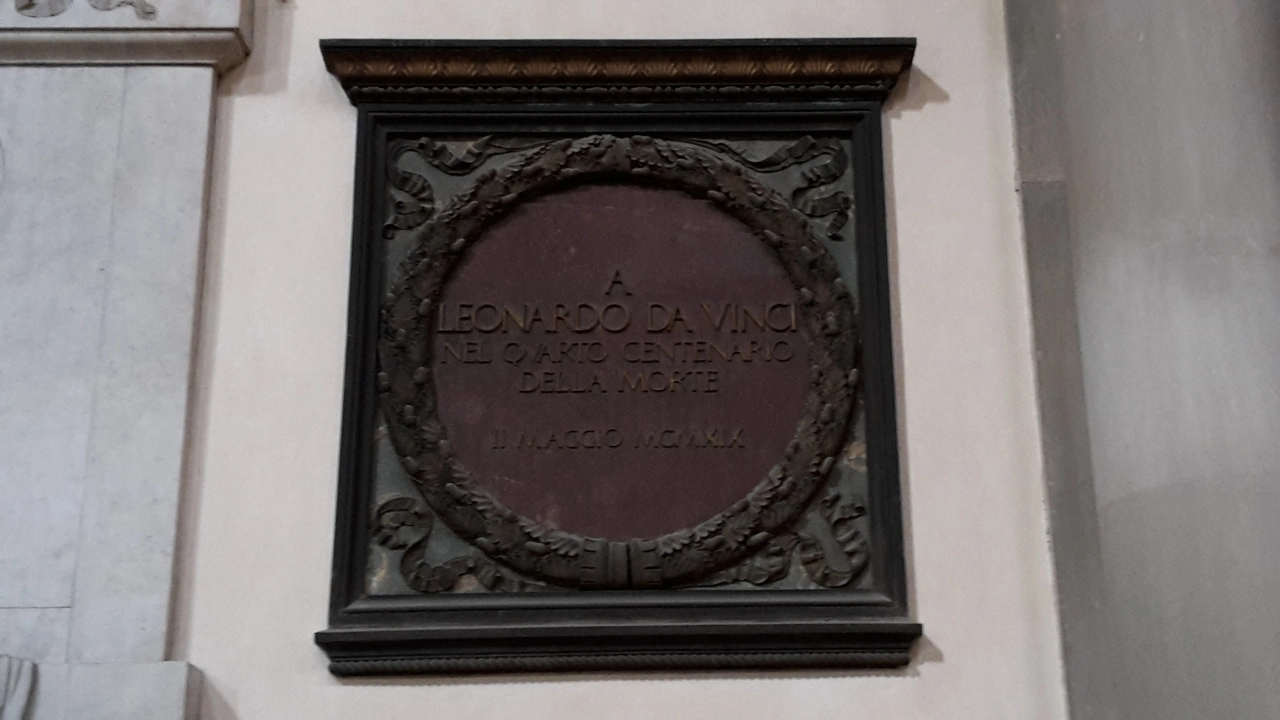 A
LEONARDO DA VINCI
NEL QVARTO CENTENARIO
DELLA MORTE
II MAGGIO MCMXIX